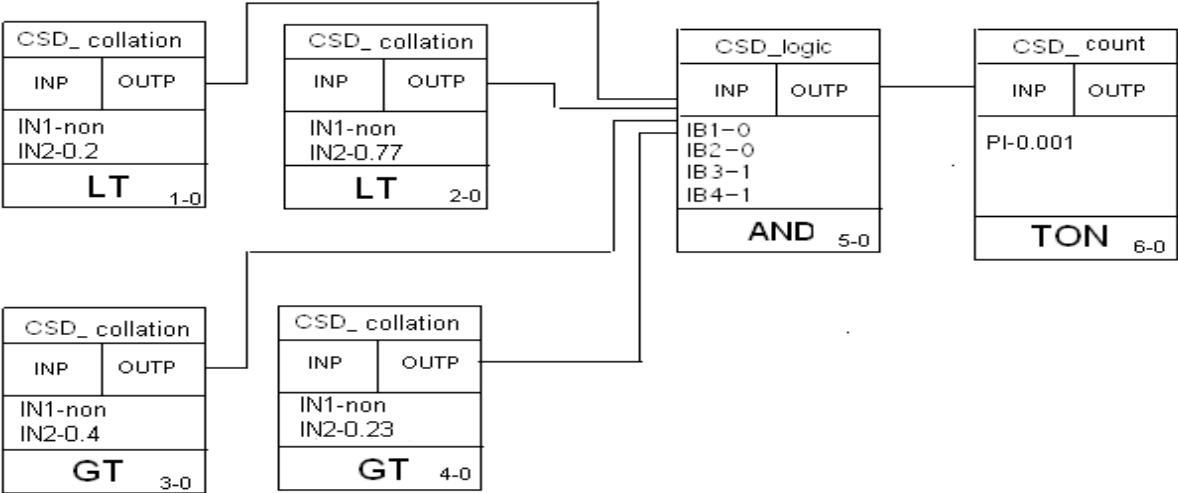 CSD_ collation
INP OUTP
IN1-non
IN2-0.2
LT 1-0
CSD_ collation
INP OUTP
IN1-non
IN2-0.77
LT 2-0
CSD_logic
INP OUTP
IB1-0
IB2-0
IB3-1
IB4-1
AND 5-0
CSD_ count
INP OUTP
PI-0.001
TON 6-0
CSD_ collation
INP OUTP
IN1-non
IN2-0.4
GT 3-0
CSD_ collation
INP OUTP
IN1-non
IN2-0.23
GT 4-0